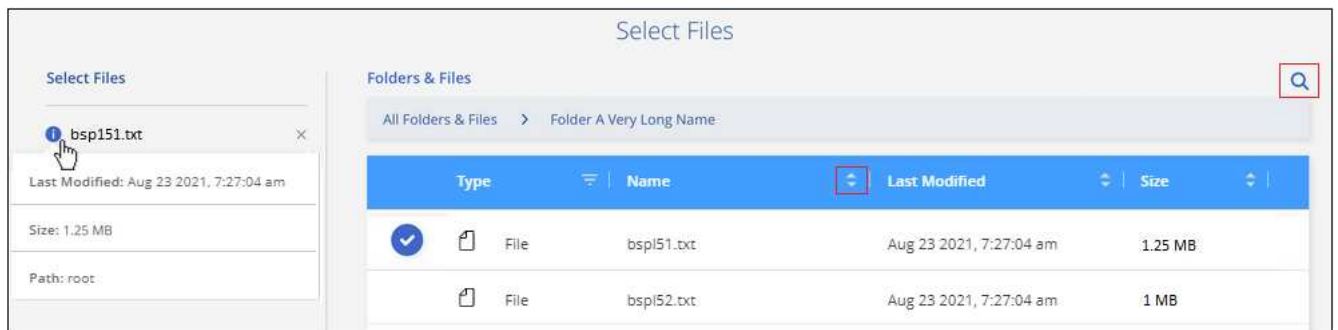 Select Files
Select Files
bsp151.txt
Last Modified: Aug 23 2021, 7:27:04 am
Size: 1.25 MB
Path: root
Folders & Files
All Folders & Files > Folder A Very Long Name
Type Name Last Modified Size
File bspl51.txt Aug 23 2021, 7:27:04 am 1.25 MB
File bspl52.txt Aug 23 2021, 7:27:04 am 1 MB